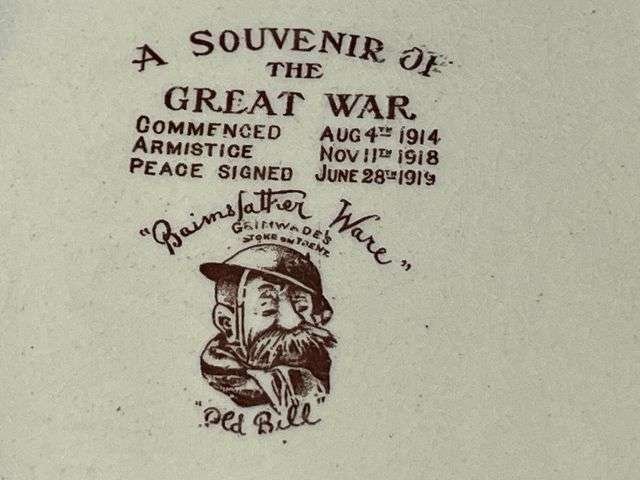 A SOUVENIR OF
THE
GREAT WAR
COMMENCED AUG 4TH 1914
ARMISTICE NOV 11TH 1918
PEACE SIGNED JUNE 28TH 1919
"Bairnsfather Ware"
GRIMWADE'S
STOKE ON TRENT
"Old Bill"